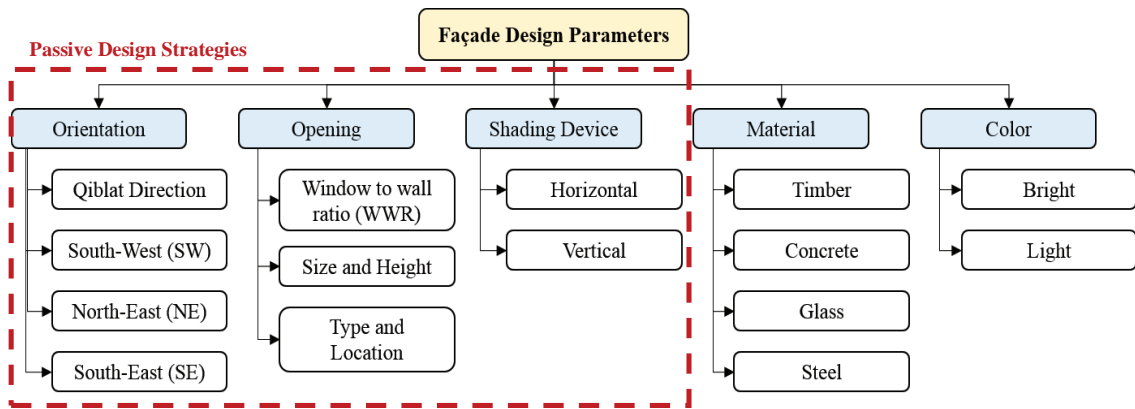 Façade Design Parameters
Passive Design Strategies
Orientation
Opening
Shading Device
Material
Color
Qiblat Direction
South-West (SW)
North-East (NE)
South-East (SE)
Window to wall
ratio (WWR)
Size and Height
Type and
Location
Horizontal
Vertical
Timber
Concrete
Glass
Steel
Bright
Light